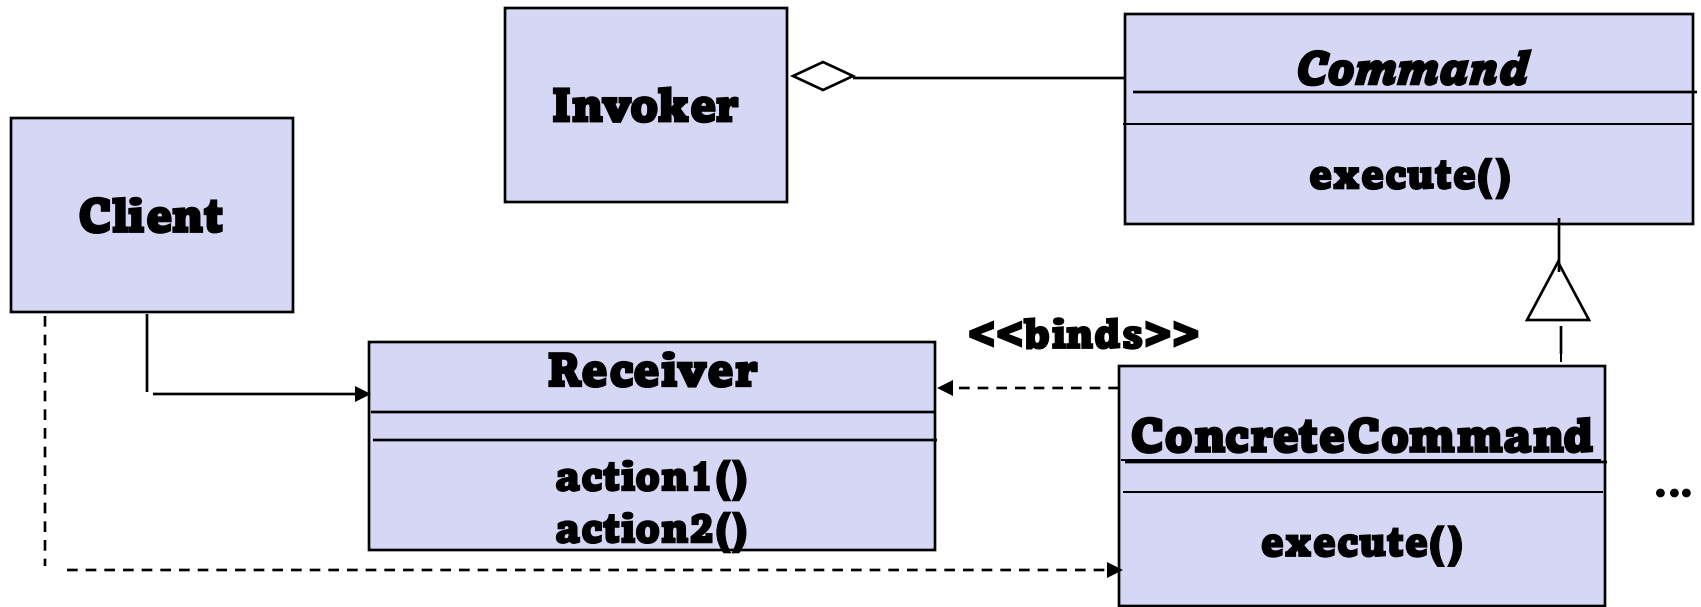 Invoker
Command
execute()
Client
Receiver
action1()
action2()
<<binds>>
ConcreteCommand
execute()
...